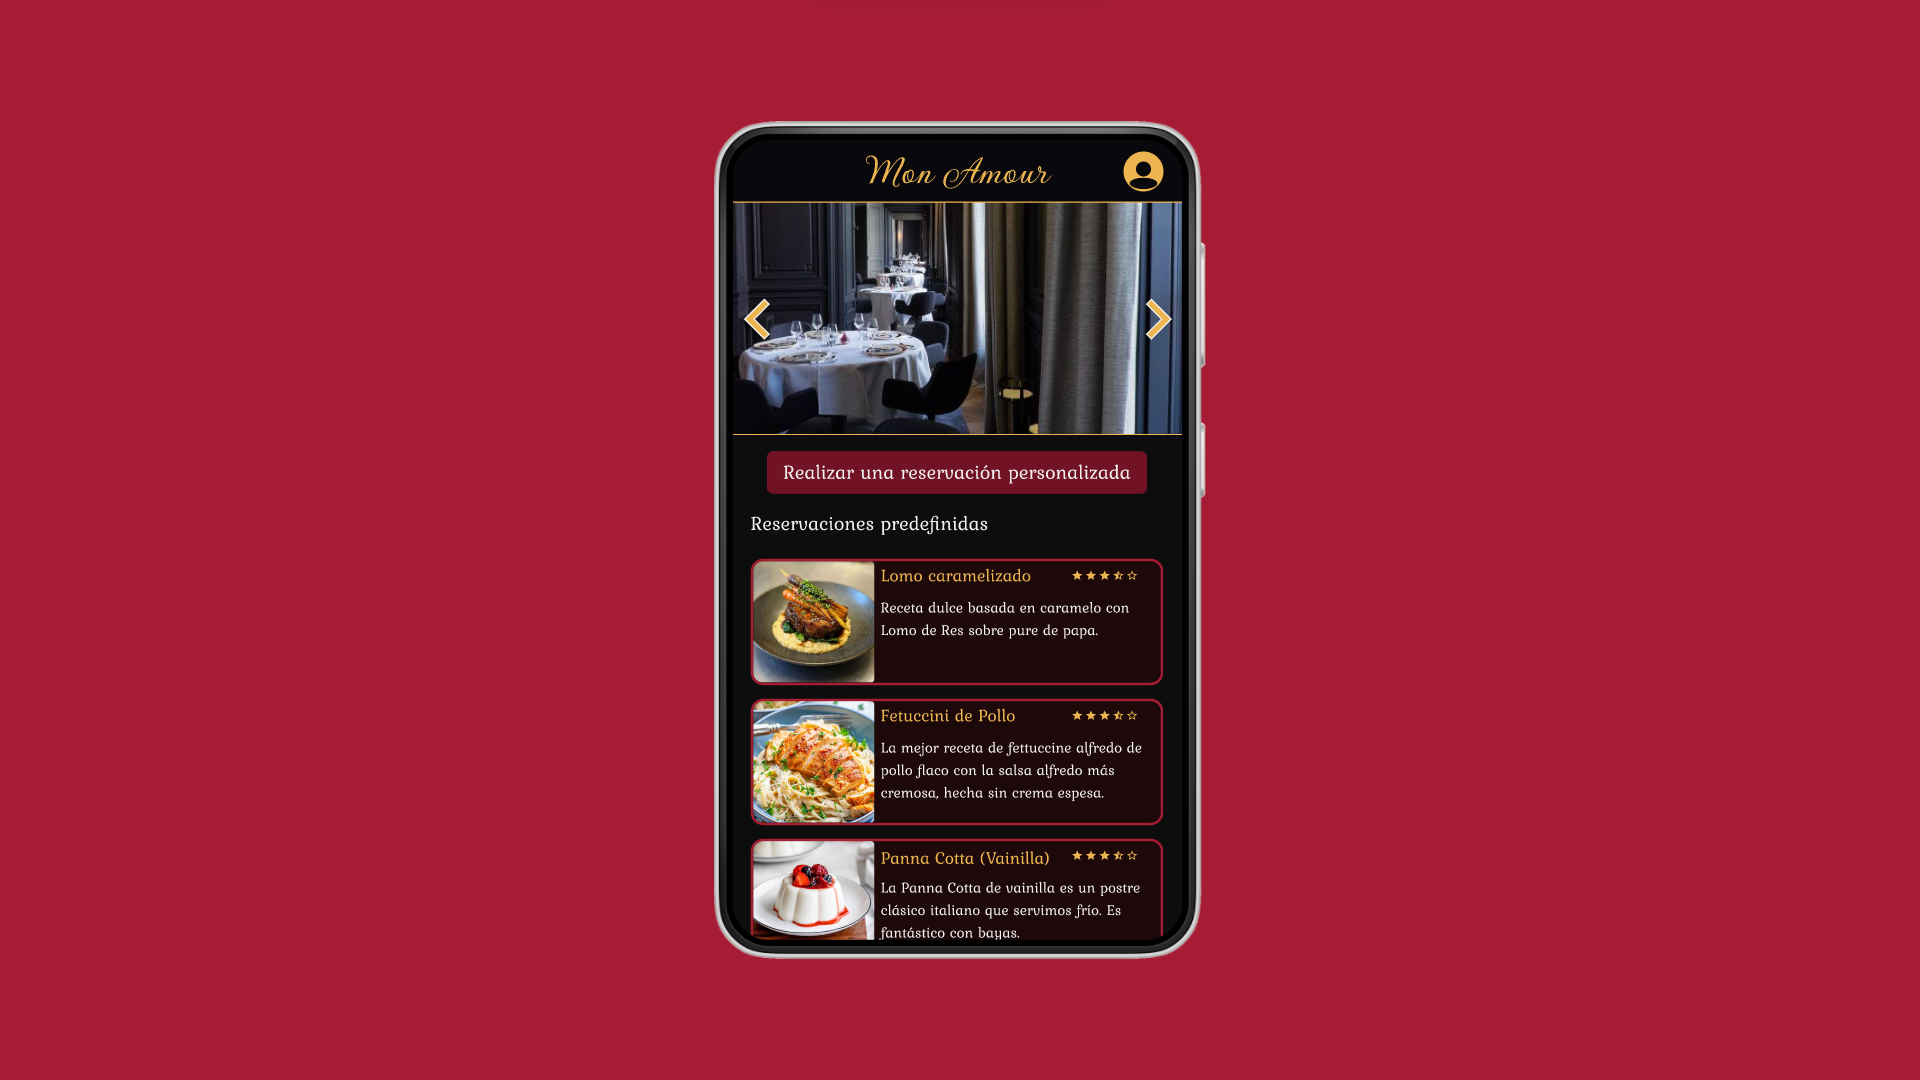 Mon Amour
Realizar una reservación personalizada
Reservaciones predefinidas
Lomo caramelizado
Receta dulce basada en caramelo con
Lomo de Res sobre pure de papa.
Fetuccini de Pollo
La mejor receta de fettuccine alfredo de
pollo flaco con la salsa alfredo más
cremosa, hecha sin crema espesa.
Panna Cotta (Vainilla)
La Panna Cotta de vainilla es un postre
clásico italiano que servimos frío. Es
fantástico con bayas.